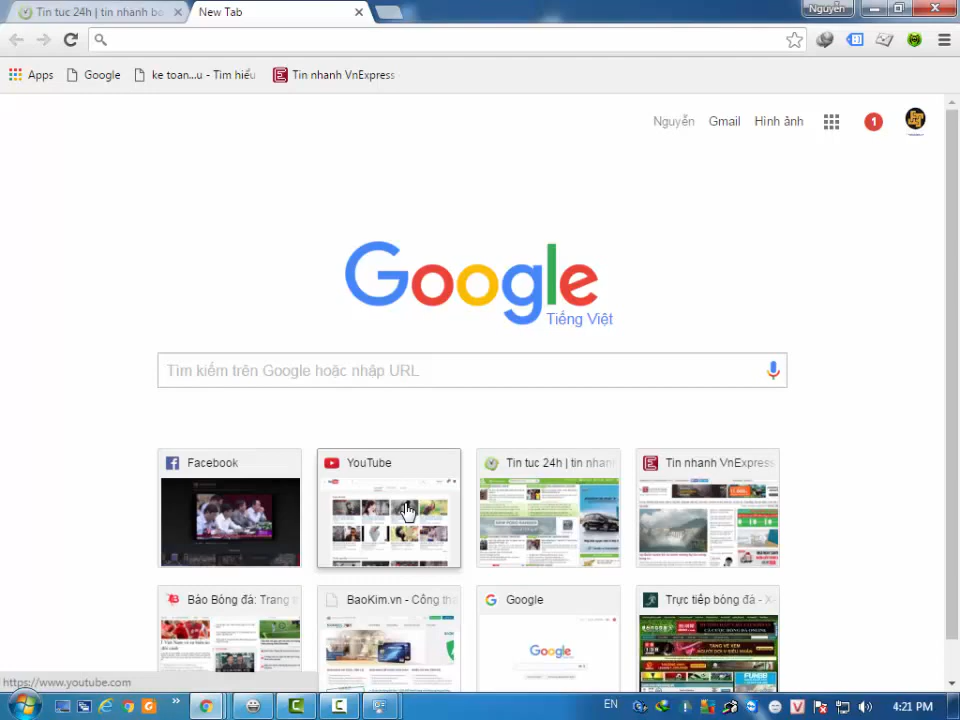 Tin tuc 24h | tin nhanh bó
New Tab
Nguyễn
Apps
Google
ke toan...u - Tìm hiểu
Tin nhanh VnExpress
Nguyễn
Gmail
Hình ảnh
1
Google
Tiếng Việt
Tìm kiếm trên Google hoặc nhập URL
Facebook
YouTube
Tin tuc 24h | tin nhan
Tin nhanh VnExpress
Báo Bóng đá: Trang t
BaoKim.vn - Công tha
Google
Trực tiếp bóng đá - X
Google
https://www.youtube.com
EN
4:21 PM